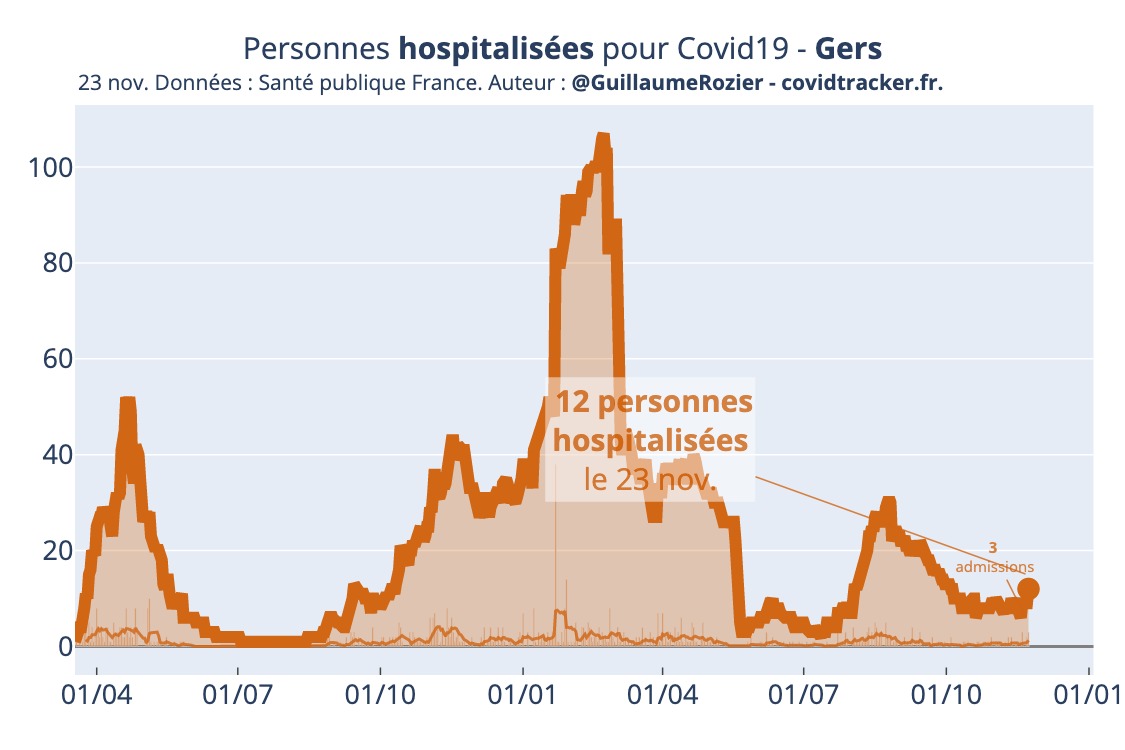 Personnes hospitalisées pour Covid19 - Gers
23 nov. Données : Santé publique France. Auteur : @GuillaumeRozier - covidtracker.fr.
100
80
60
40
20
0
12 personnes
hospitalisées
le 23 nov.
3
admissions
01/04
01/07
01/10
01/01
01/04
01/07
01/10
01/01